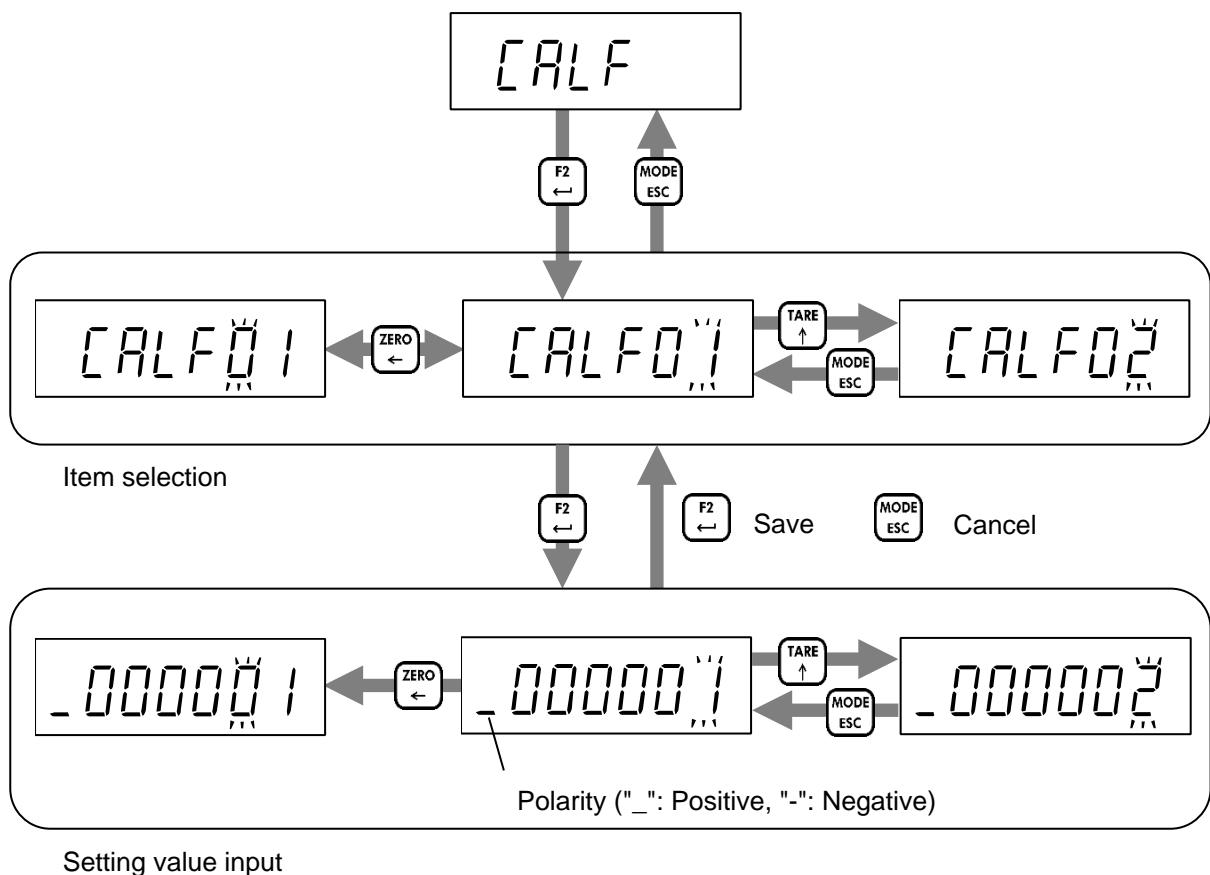 CALF
F2
←┘
MODE
ESC
CALF01
ZERO
←
CALF01
TARE
↑
MODE
ESC
CALF02
Item selection
F2
←┘
F2
←┘
Save
MODE
ESC
Cancel
_000001
ZERO
←
_000001
TARE
↑
MODE
ESC
_000002
Polarity ("_": Positive, "-": Negative)
Setting value input